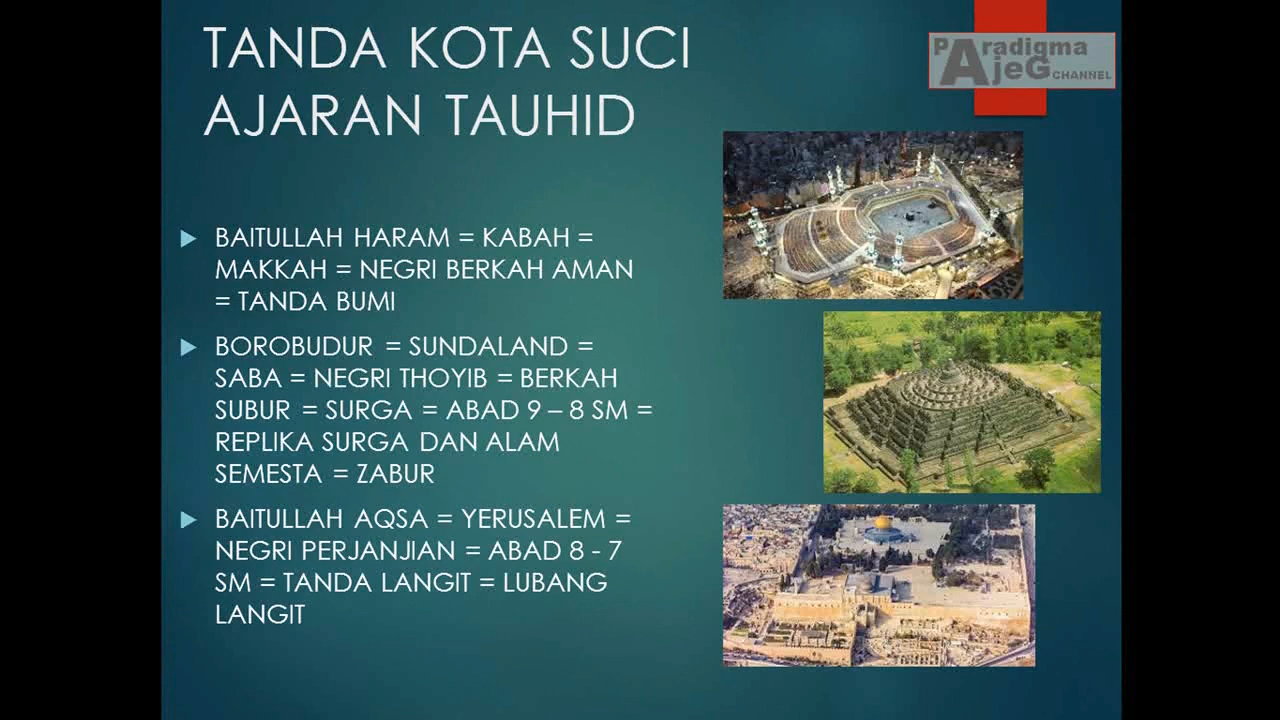 TANDA KOTA SUCI
AJARAN TAUHID
Paradigma
AjeG CHANNEL
BAITULLAH HARAM = KABAH =
MAKKAH = NEGRI BERKAH AMAN
= TANDA BUMI
BOROBUDUR = SUNDALAND =
SABA = NEGRI THOYIB = BERKAH
SUBUR = SURGA = ABAD 9 – 8 SM =
REPLIKA SURGA DAN ALAM
SEMESTA = ZABUR
BAITULLAH AQSA = YERUSALEM =
NEGRI PERJANJIAN = ABAD 8 - 7
SM = TANDA LANGIT = LUBANG
LANGIT